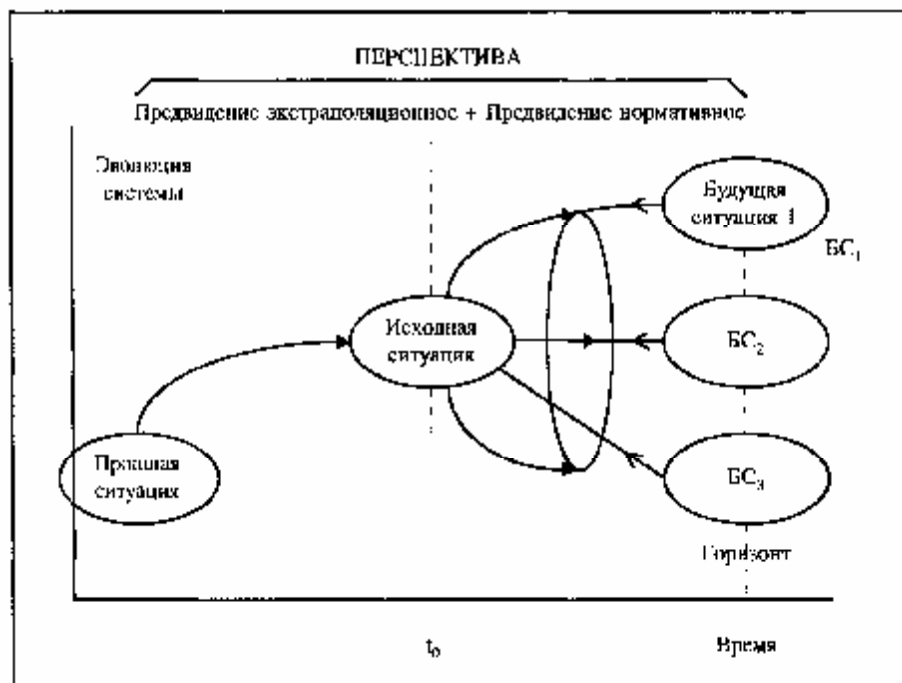 ПЕРСПЕКТИВА
Предвидение экстраполяционное + Предвидение нормативное
Эволюция
системы
Будущая
ситуация 1
БС₁
Исходная
ситуация
БС₂
Прошлая
ситуация
БС₃
Горизонт
t₀
Время